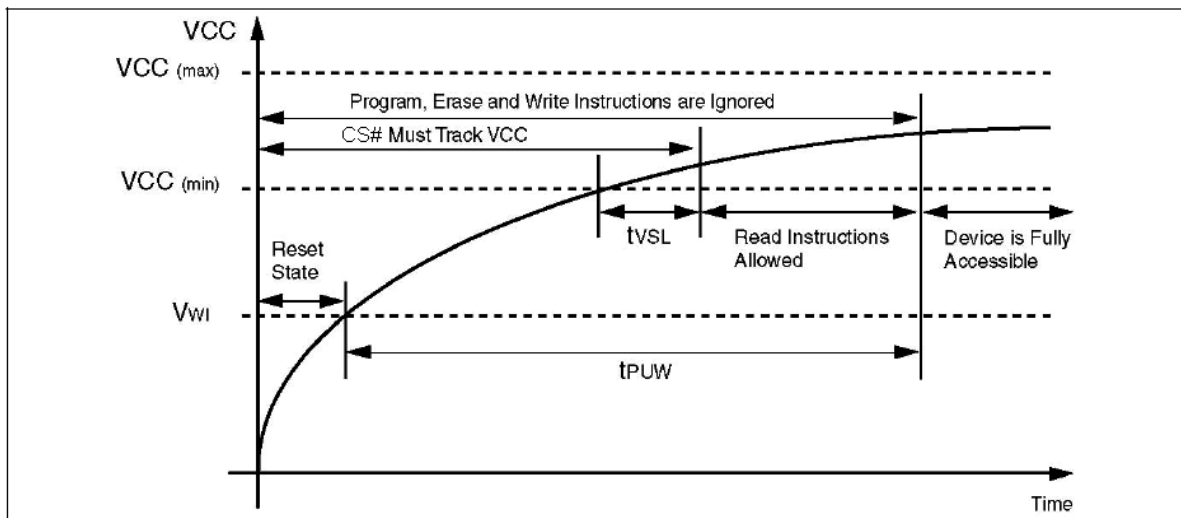 VCC
VCC (max)
Program, Erase and Write Instructions are Ignored
CS# Must Track VCC
VCC (min)
tVSL
Read Instructions
Allowed
Device is Fully
Accessible
Reset
State
VWI
tPUW
Time